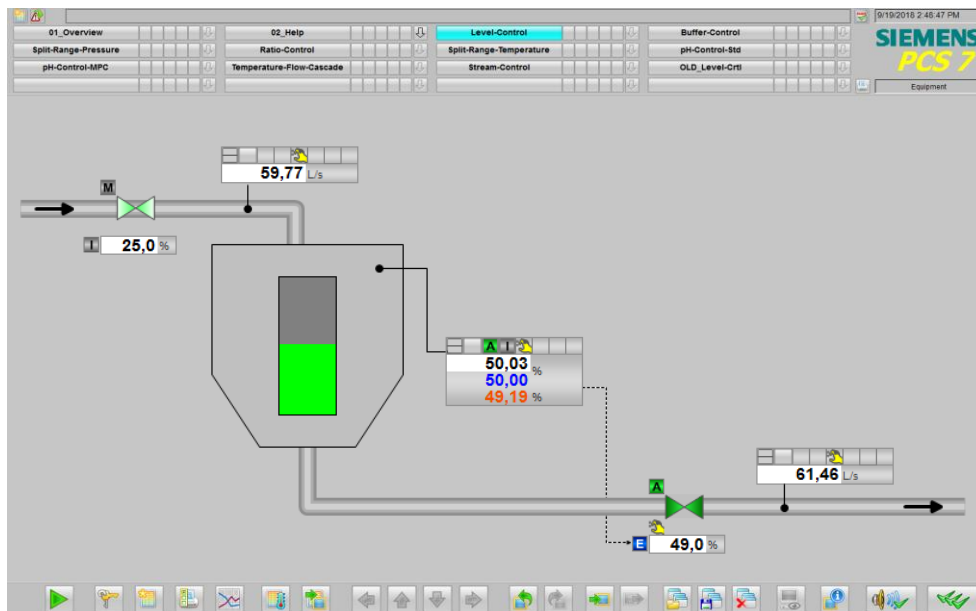 9/19/2018 2:46:47 PM
01_Overview
02_Help
Level-Control
Buffer-Control
Split-Range-Pressure
Ratio-Control
Split-Range-Temperature
pH-Control-Std
pH-Control-MPC
Temperature-Flow-Cascade
Stream-Control
OLD_Level-Crtl
SIEMENS
PCS 7
Equipment
59,77 L/s
M
I 25,0 %
A I
50,03 %
50,00
49,19 %
61,46 L/s
A
E 49,0 %